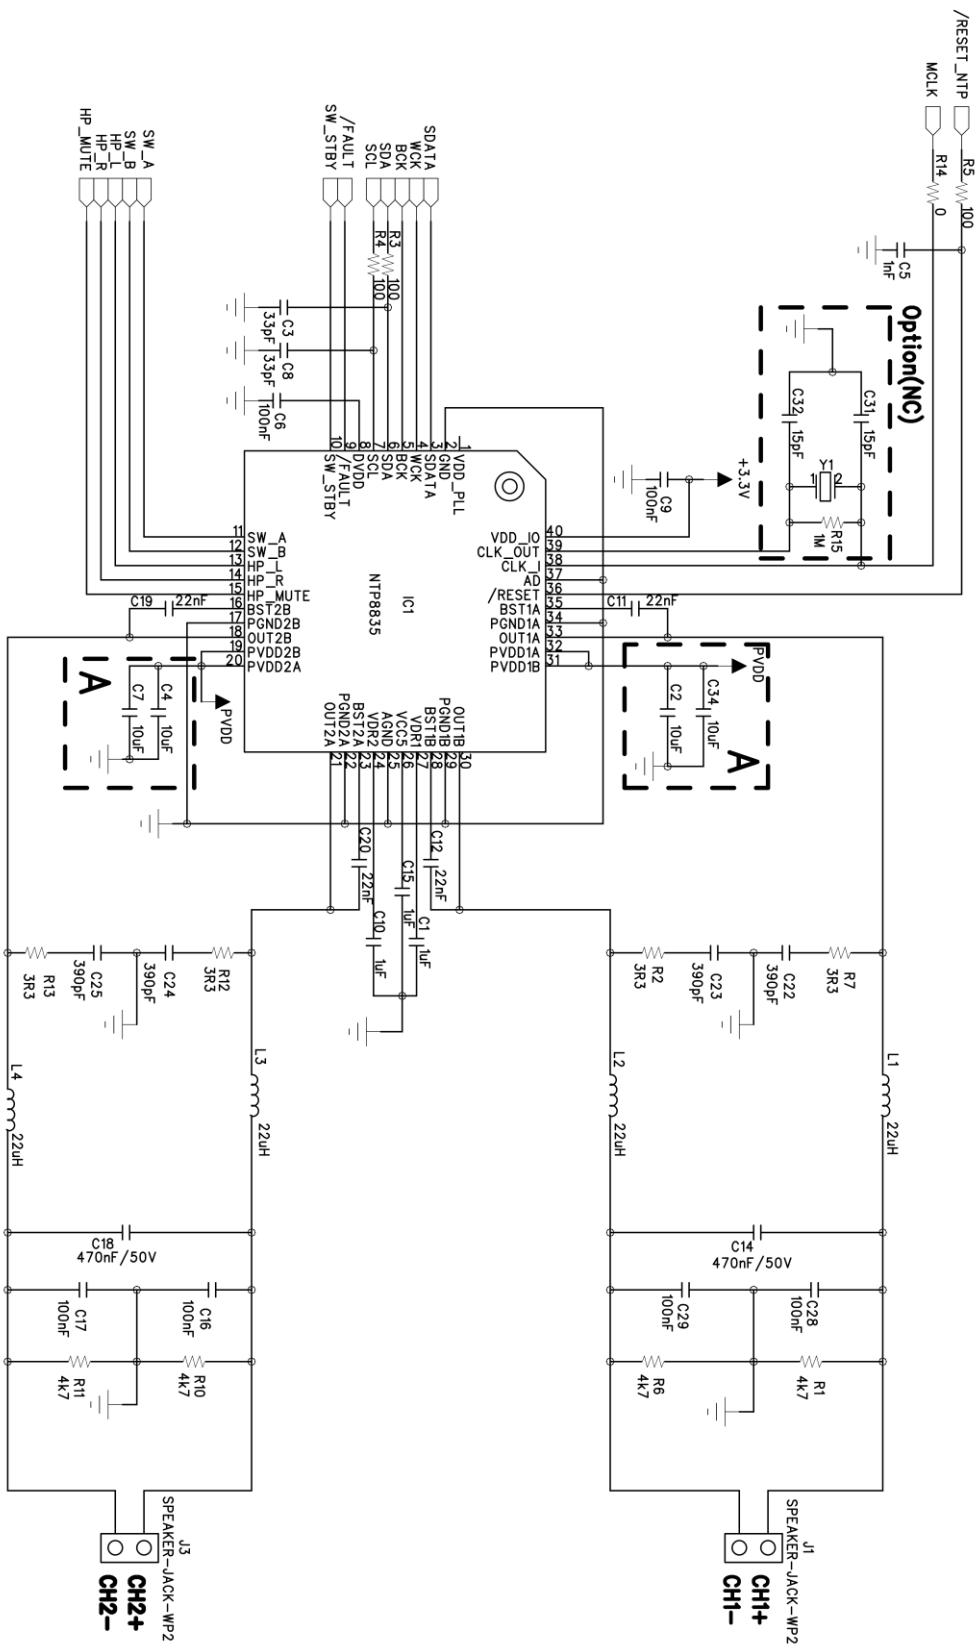 /RESET_NTP
MCLK
R5
100
R14
0
C5
1nF
Option(NC)
C31
15pF
C32
15pF
Y1
1 2
R15
1M
+3.3V
C9
100nF
SDATA
WCK
BCK
SDA
SCL
/FAULT
SW_STBY
SW_A
SW_B
HP_L
HP_R
HP_MUTE
R3
100
R4
100
C3
33pF
C8
33pF
C6
100nF
IC1
NTP8835
1 VDD_PLL
2 GND
3 SDATA
4 WCK
5 BCK
6 SDA
7 SCL
8 DVDD
9 /FAULT
10 SW_STBY
11 SW_A
12 SW_B
13 HP_L
14 HP_R
15 HP_MUTE
16 BST2B
17 PGND2B
18 OUT2B
19 PVDD2B
20 PVDD2A
21 OUT2A
22 PGND2A
23 BST2A
24 VDR2
25 AGND
26 VCC5
27 VDR1
28 BST1B
29 PGND1B
30 OUT1B
31 PVDD1B
32 PVDD1A
33 OUT1A
34 PGND1A
35 BST1A
36 /RESET
37 AD
38 CLK_I
39 CLK_OUT
40 VDD_IO
C19
22nF
C11
22nF
PVDD
C34
10uF
C2
10uF
A
PVDD
C4
10uF
C7
10uF
A
C12
22nF
C20
22nF
C15
1uF
C1
1uF
C10
1uF
R7
3R3
C22
390pF
C23
390pF
R2
3R3
R12
3R3
C24
390pF
C25
390pF
R13
3R3
L1
22uH
L2
22uH
L3
22uH
L4
22uH
C14
470nF/50V
C18
470nF/50V
C28
100nF
C29
100nF
C16
100nF
C17
100nF
R1
4k7
R6
4k7
R10
4k7
R11
4k7
J1
SPEAKER-JACK-WP2
CH1+
CH1-
J3
SPEAKER-JACK-WP2
CH2+
CH2-